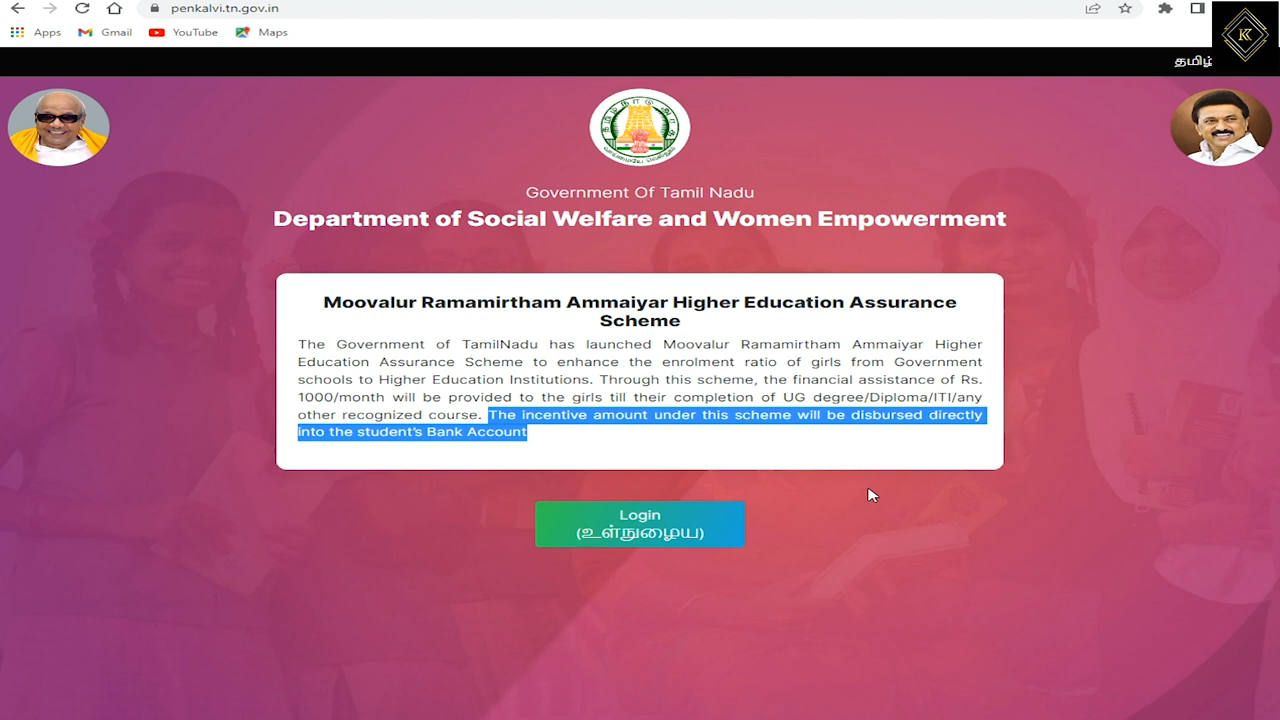 penkalvi.tn.gov.in
Apps Gmail YouTube Maps
தமிழ்
Government Of Tamil Nadu
Department of Social Welfare and Women Empowerment
Moovalur Ramamirtham Ammaiyar Higher Education Assurance
Scheme
The Government of TamilNadu has launched Moovalur Ramamirtham Ammaiyar Higher
Education Assurance Scheme to enhance the enrolment ratio of girls from Government
schools to Higher Education Institutions. Through this scheme, the financial assistance of Rs.
1000/month will be provided to the girls till their completion of UG degree/Diploma/ITI/any
other recognized course. The incentive amount under this scheme will be disbursed directly
into the student's Bank Account
Login
(உள்நுழைய)